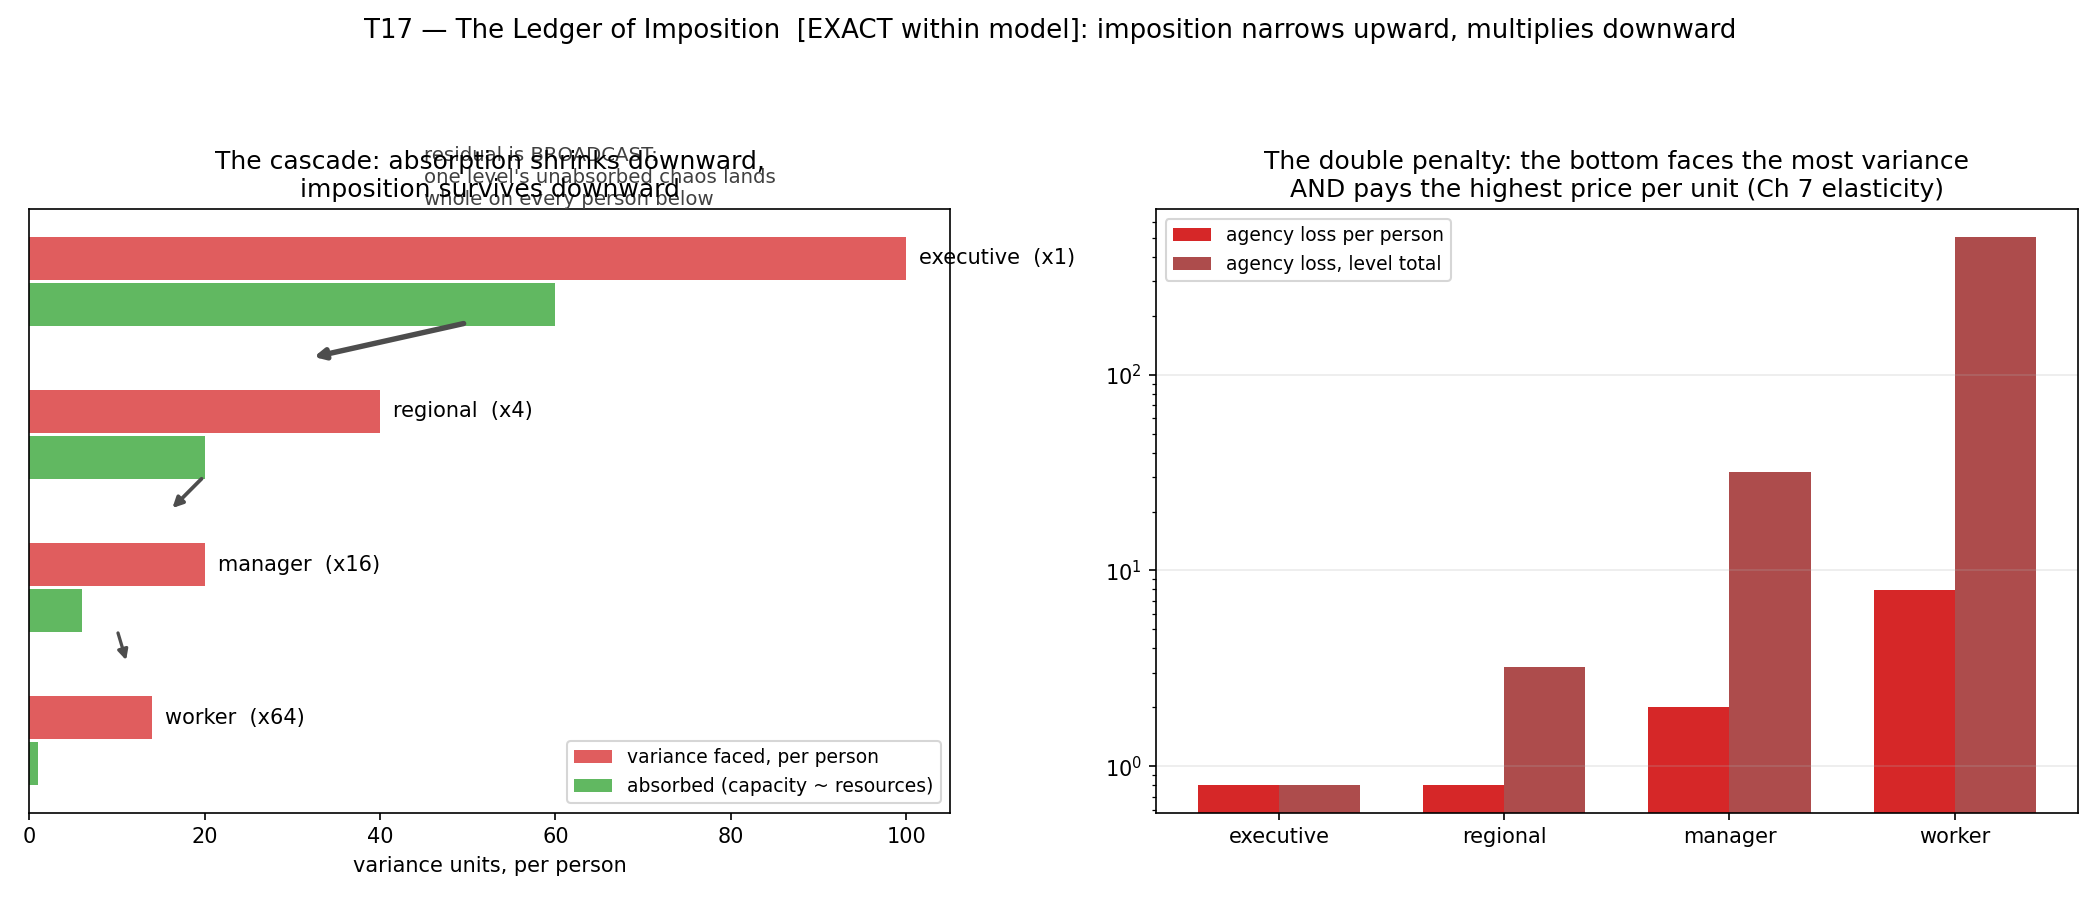 T17 — The Ledger of Imposition  [EXACT within model]: imposition narrows upward, multiplies downward
The cascade: absorption shrinks downward,
imposition survives downward
residual is BROADCAST:
one level's unabsorbed chaos lands
whole on every person below
executive  (x1)
regional  (x4)
manager  (x16)
worker  (x64)
variance faced, per person
absorbed (capacity ~ resources)
0 20 40 60 80 100
variance units, per person
The double penalty: the bottom faces the most variance
AND pays the highest price per unit (Ch 7 elasticity)
agency loss per person
agency loss, level total
10²
10¹
10⁰
executive regional manager worker